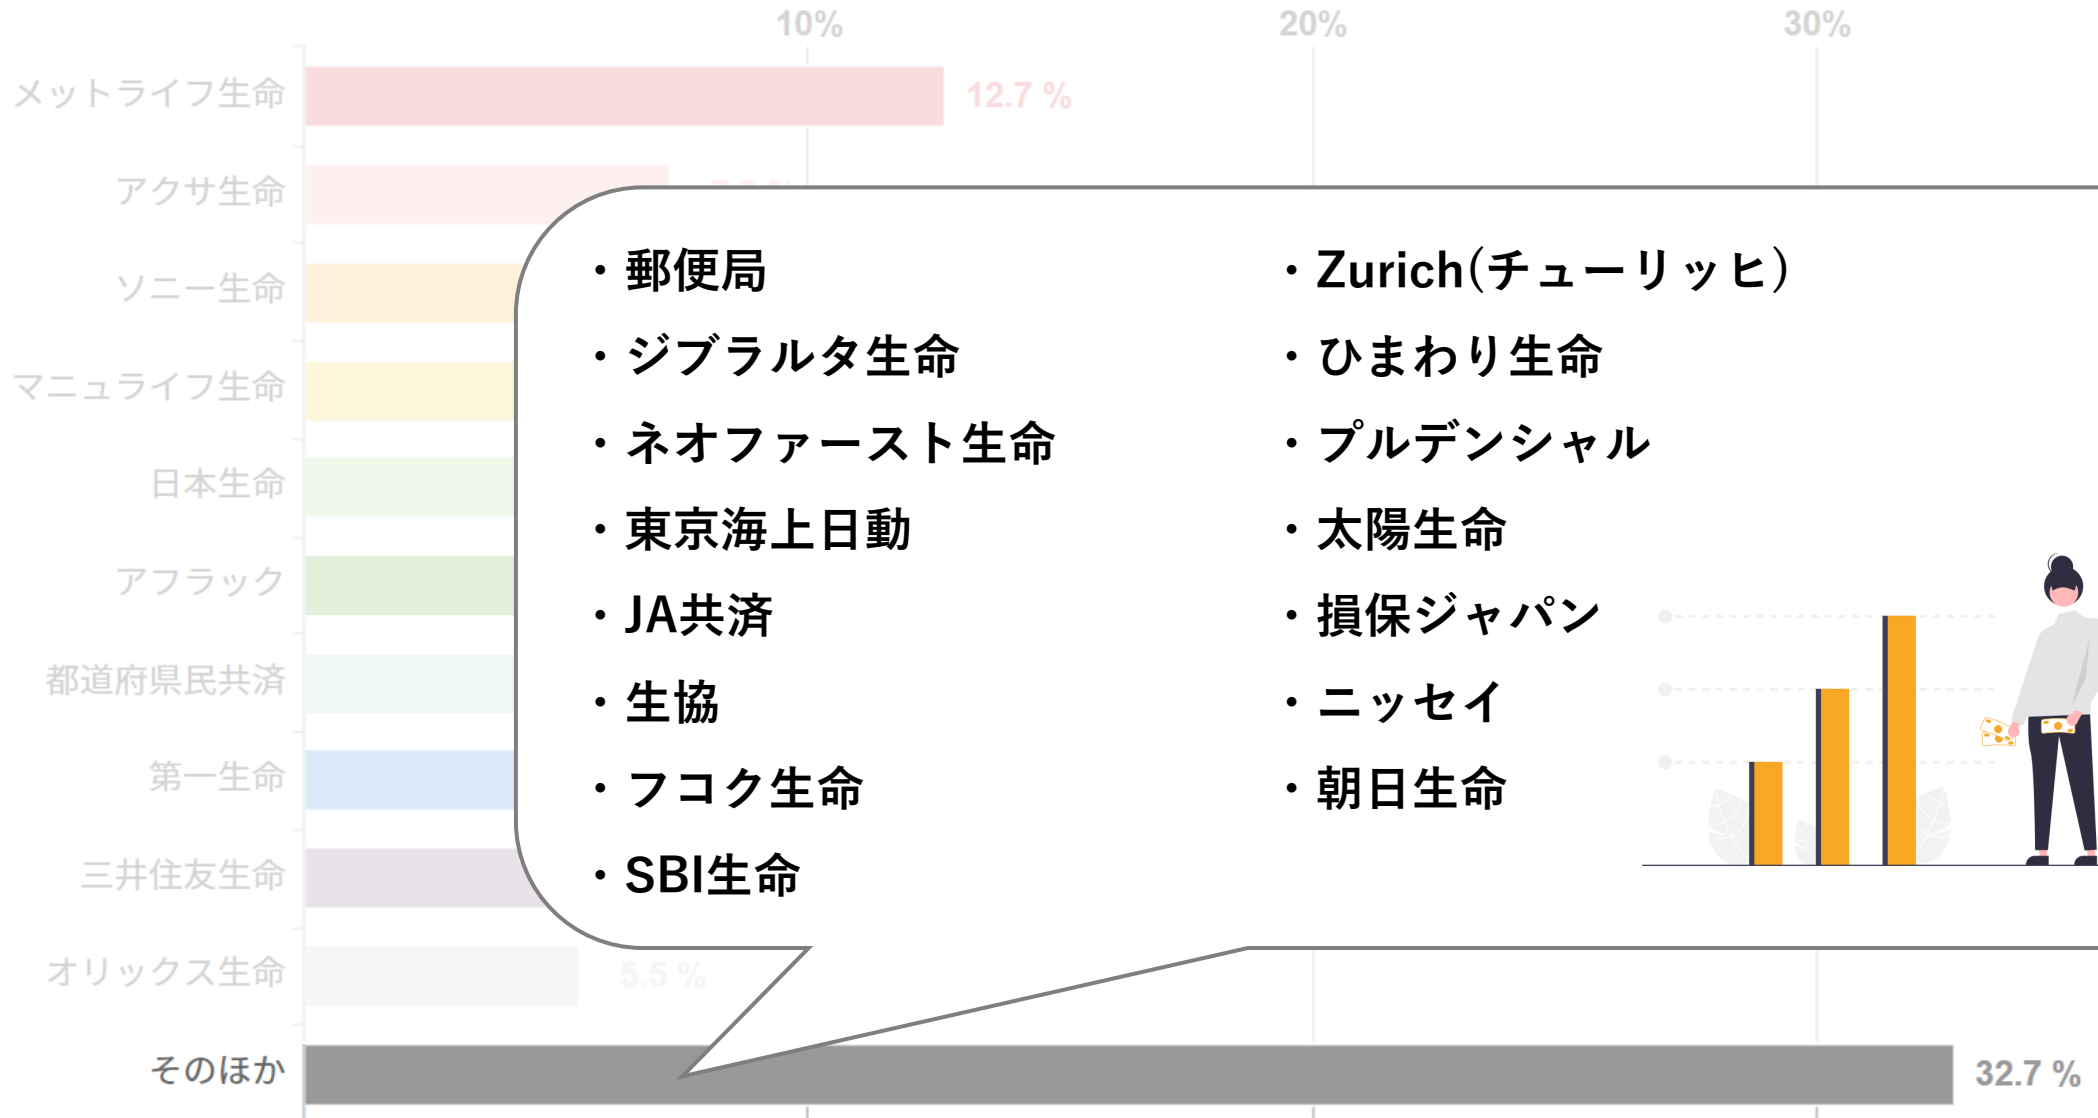 10%
20%
30%
メットライフ生命
12.7 %
アクサ生命
ソニー生命
マニュライフ生命
日本生命
アフラック
都道府県民共済
第一生命
三井住友生命
オリックス生命
5.5 %
そのほか
32.7 %
・郵便局
・ジブラルタ生命
・ネオファースト生命
・東京海上日動
・JA共済
・生協
・フコク生命
・SBI生命
・Zurich(チューリッヒ)
・ひまわり生命
・プルデンシャル
・太陽生命
・損保ジャパン
・ニッセイ
・朝日生命